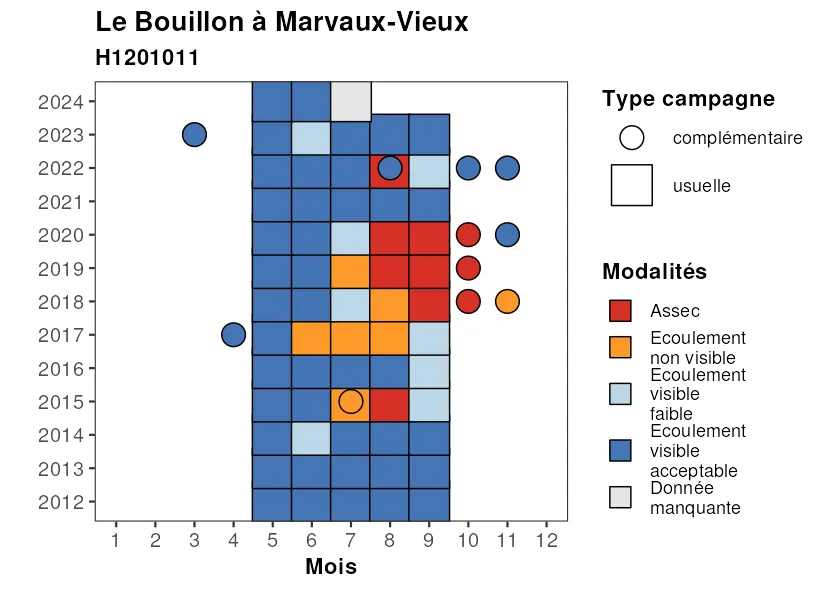 Le Bouillon à Marvaux-Vieux
H1201011
2024
2023
2022
2021
2020
2019
2018
2017
2016
2015
2014
2013
2012
1 2 3 4 5 6 7 8 9 10 11 12
Mois
Type campagne
complémentaire
usuelle
Modalités
Assec
Ecoulement
non visible
Ecoulement
visible
faible
Ecoulement
visible
acceptable
Donnée
manquante